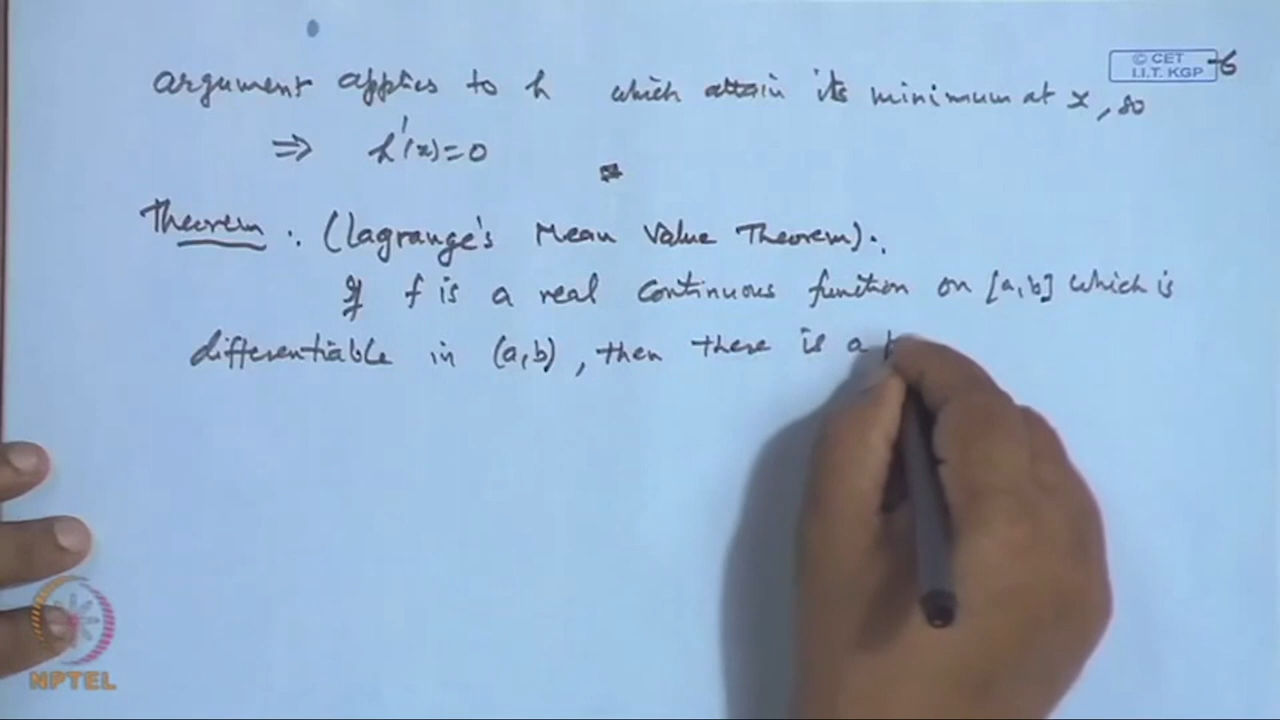 © CET
I.I.T. KGP
6
argument applies to h which attain its minimum at x, so
⇒ h'(x)=0
Theorem : (Lagrange's Mean Value Theorem).
If f is a real continuous function on [a,b] which is
differentiable in (a,b), then there is a
NPTEL